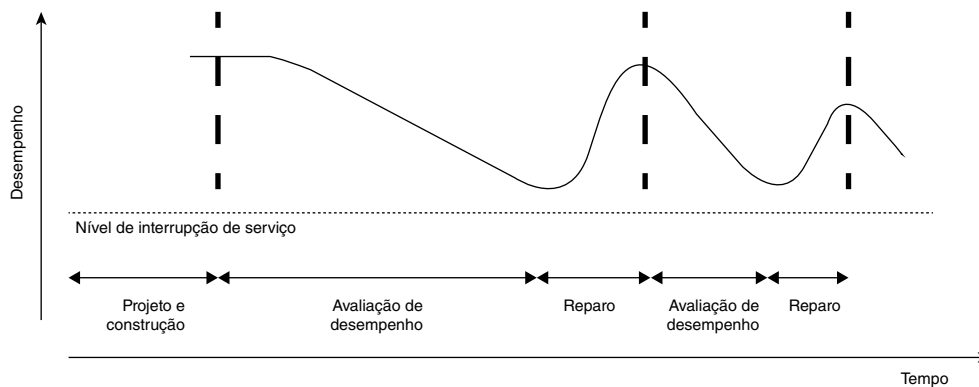 Desempenho
Nível de interrupção de serviço
Projeto e
construção
Avaliação de
desempenho
Reparo
Avaliação de
desempenho
Reparo
Tempo